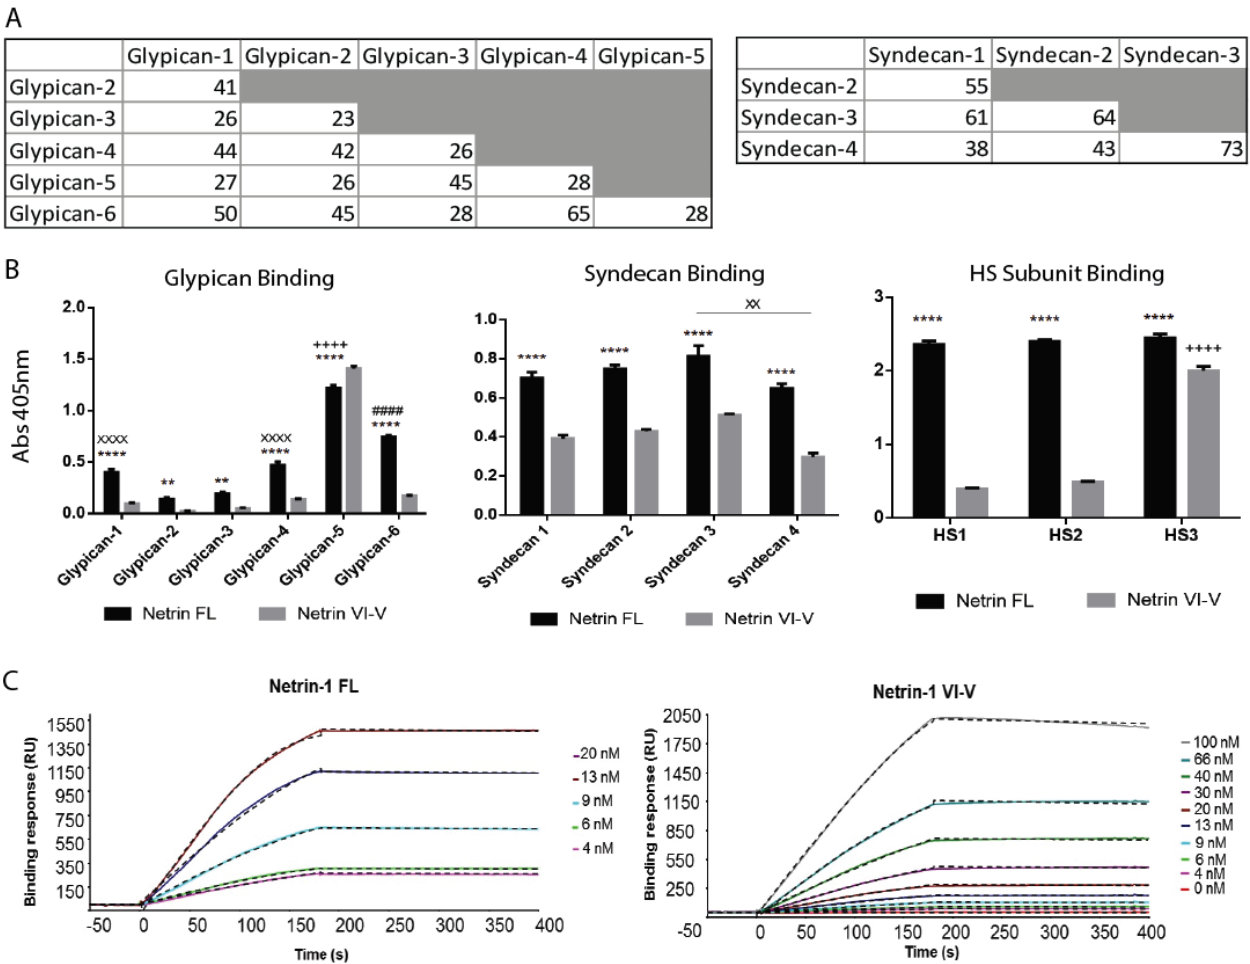 A
Glypican-1 Glypican-2 Glypican-3 Glypican-4 Glypican-5
Glypican-2 41
Glypican-3 26 23
Glypican-4 44 42 26
Glypican-5 27 26 45 28
Glypican-6 50 45 28 65 28
Syndecan-1 Syndecan-2 Syndecan-3
Syndecan-2 55
Syndecan-3 61 64
Syndecan-4 38 43 73
B
Glypican Binding
Abs 405nm
2.0
1.5
1.0
0.5
0.0
xxxx
****
**
**
xxxx
****
++++
****
####
****
Glypican-1 Glypican-2 Glypican-3 Glypican-4 Glypican-5 Glypican-6
Netrin FL Netrin VI-V
Syndecan Binding
1.0
0.8
0.6
0.4
0.2
0.0
xx
****
****
****
****
Syndecan 1 Syndecan 2 Syndecan 3 Syndecan 4
Netrin FL Netrin VI-V
HS Subunit Binding
3
2
1
0
****
****
****
++++
HS1 HS2 HS3
Netrin FL Netrin VI-V
C
Netrin-1 FL
Binding response (RU)
1550
1350
1150
950
750
550
350
150
-50 0 50 100 150 200 250 300 350 400
Time (s)
20 nM
13 nM
9 nM
6 nM
4 nM
Netrin-1 VI-V
Binding response (RU)
2050
1750
1450
1150
850
550
250
-50
0 50 100 150 200 250 300 350 400
Time (s)
100 nM
66 nM
40 nM
30 nM
20 nM
13 nM
9 nM
6 nM
4 nM
0 nM